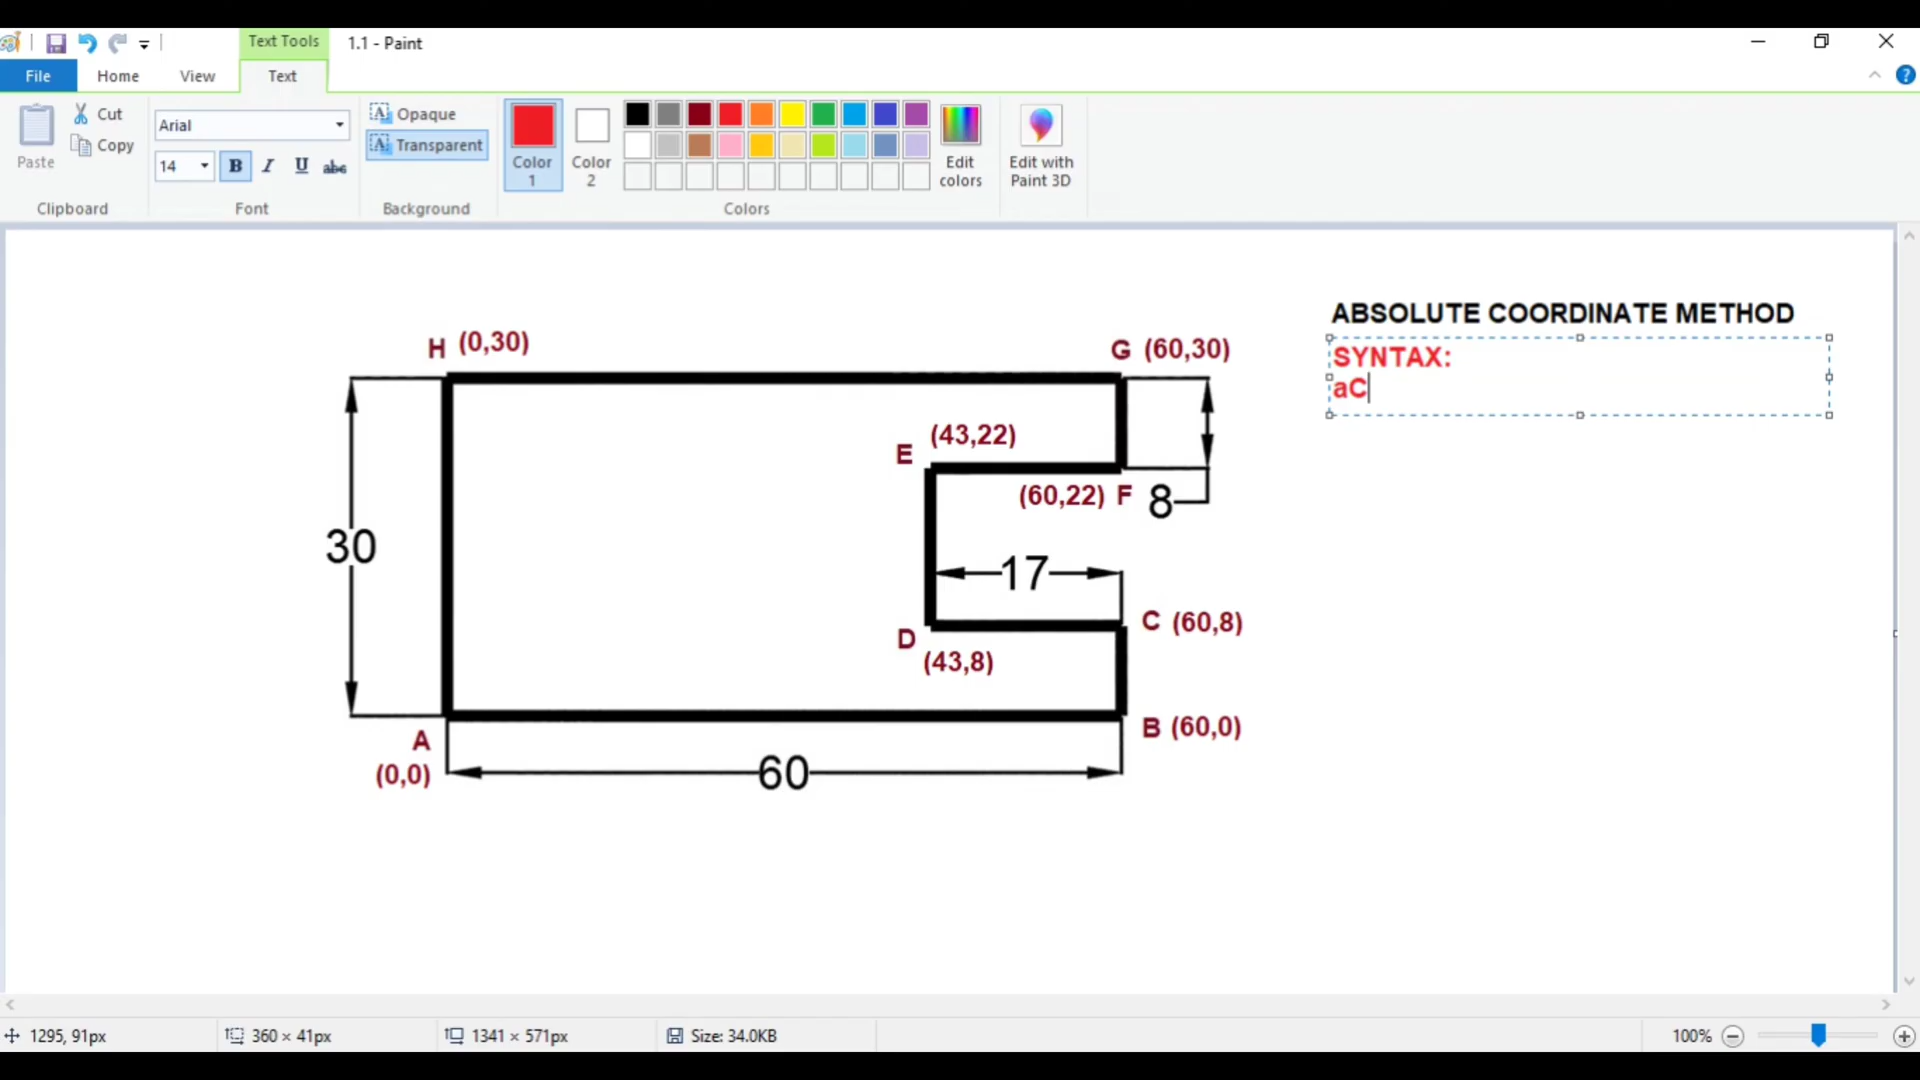 Text Tools 1.1 - Paint
File Home View Text
Paste Cut Copy
Arial
14 B I U abc
Opaque
Transparent
Color 1
Color 2
Edit colors
Edit with Paint 3D
Clipboard Font Background Colors
ABSOLUTE COORDINATE METHOD
SYNTAX:
aC
H (0,30)
G (60,30)
E (43,22)
(60,22) F 8
30
17
C (60,8)
D (43,8)
B (60,0)
A (0,0)
60
1295, 91px 360 × 41px 1341 × 571px Size: 34.0KB 100%